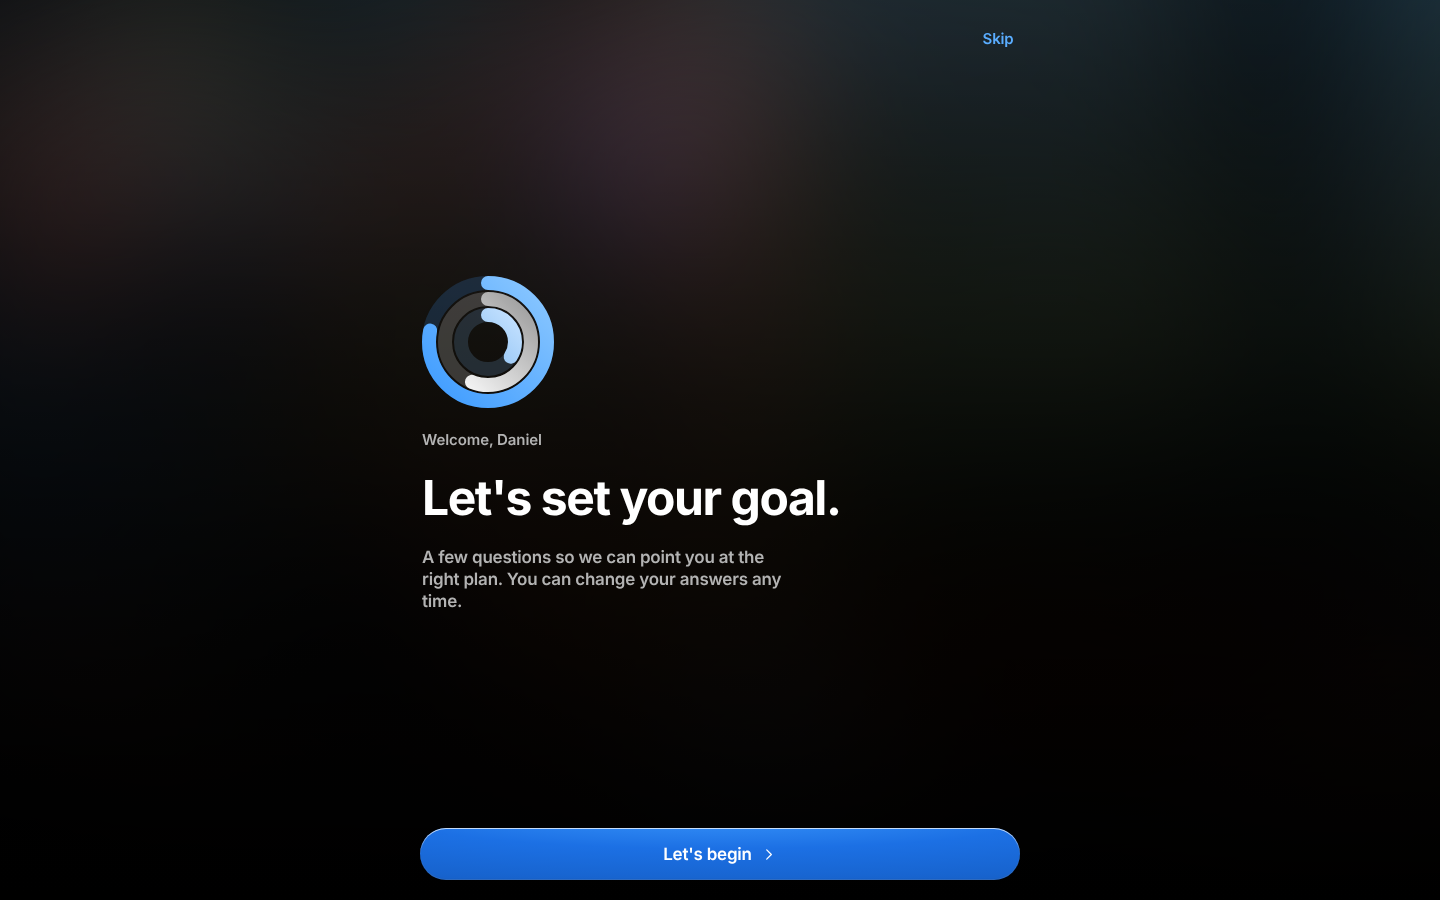 Skip
Welcome, Daniel
Let's set your goal.
A few questions so we can point you at the
right plan. You can change your answers any
time.
Let's begin